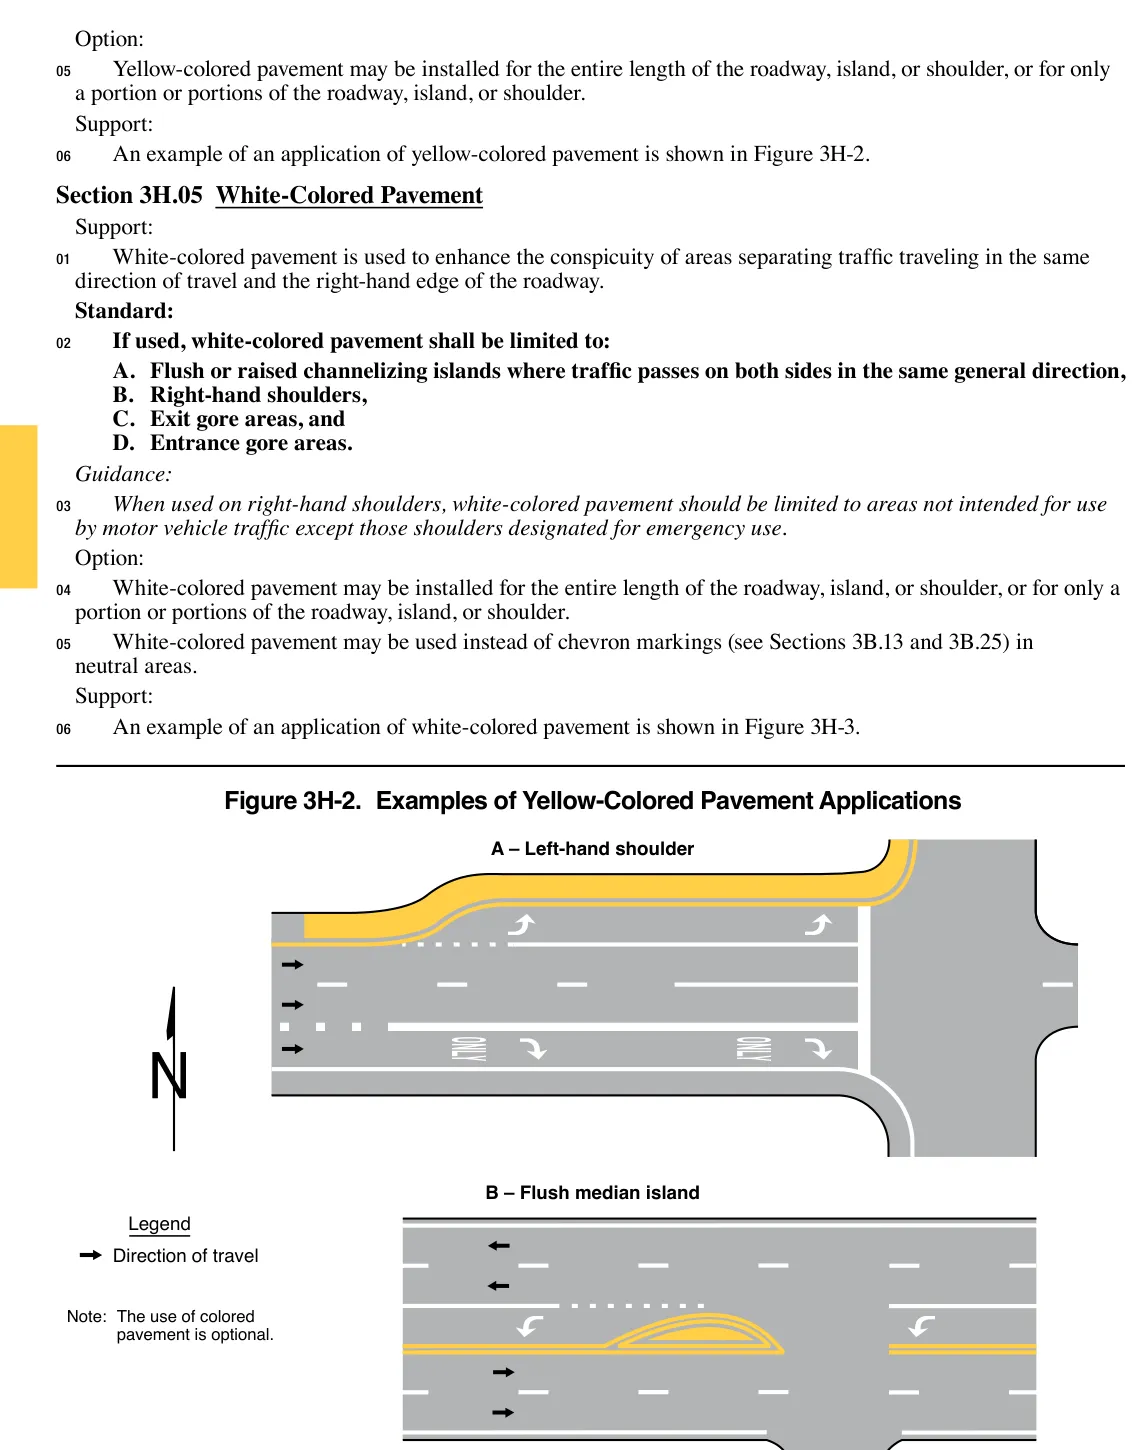 Option:
05 Yellow-colored pavement may be installed for the entire length of the roadway, island, or shoulder, or for only
a portion or portions of the roadway, island, or shoulder.
Support:
06 An example of an application of yellow-colored pavement is shown in Figure 3H-2.
Section 3H.05 White-Colored Pavement
Support:
01 White-colored pavement is used to enhance the conspicuity of areas separating traffic traveling in the same
direction of travel and the right-hand edge of the roadway.
Standard:
02 If used, white-colored pavement shall be limited to:
A. Flush or raised channelizing islands where traffic passes on both sides in the same general direction,
B. Right-hand shoulders,
C. Exit gore areas, and
D. Entrance gore areas.
Guidance:
03 When used on right-hand shoulders, white-colored pavement should be limited to areas not intended for use
by motor vehicle traffic except those shoulders designated for emergency use.
Option:
04 White-colored pavement may be installed for the entire length of the roadway, island, or shoulder, or for only a
portion or portions of the roadway, island, or shoulder.
05 White-colored pavement may be used instead of chevron markings (see Sections 3B.13 and 3B.25) in
neutral areas.
Support:
06 An example of an application of white-colored pavement is shown in Figure 3H-3.
Figure 3H-2. Examples of Yellow-Colored Pavement Applications
A – Left-hand shoulder
ONLY
ONLY
N
B – Flush median island
Legend
Direction of travel
Note: The use of colored
pavement is optional.